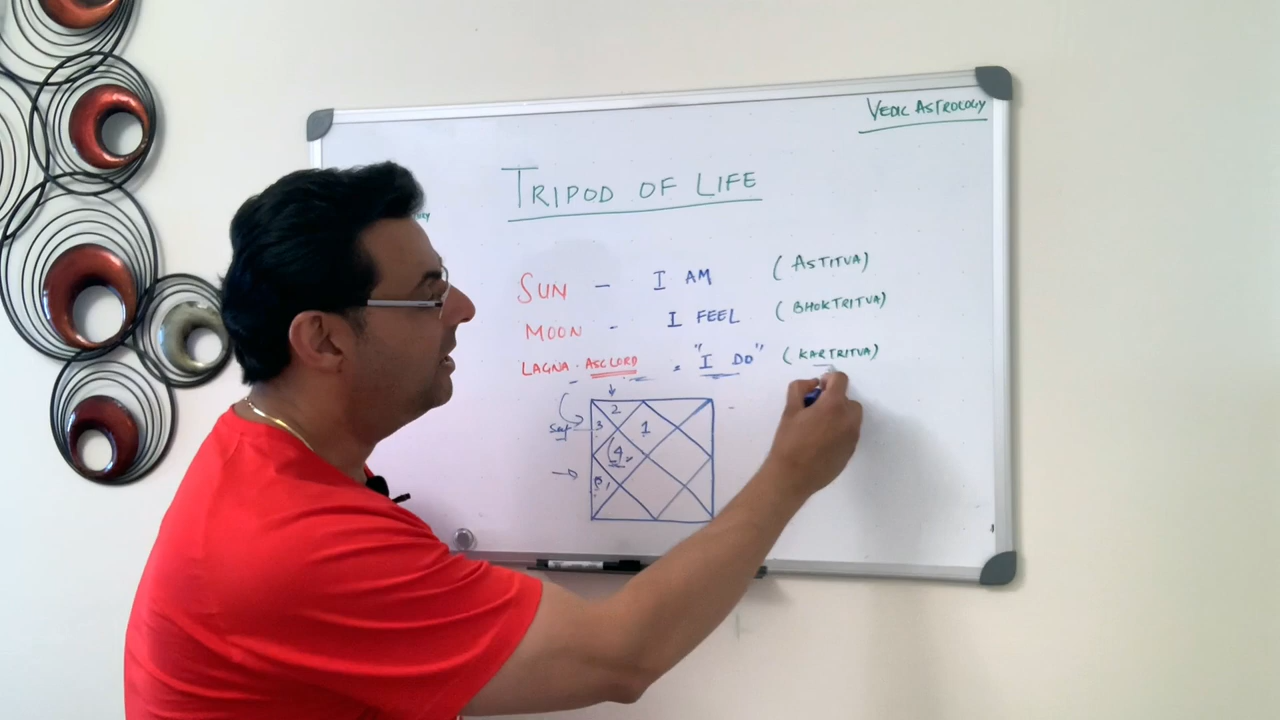 VEDIC ASTROLOGY
TRIPOD OF LIFE
SUN - I AM (ASTITVA)
MOON - I FEEL (BHOKTRITVA)
LAGNA. ASC LORD = "I DO" (KARTRITVA)
2
3 1
4